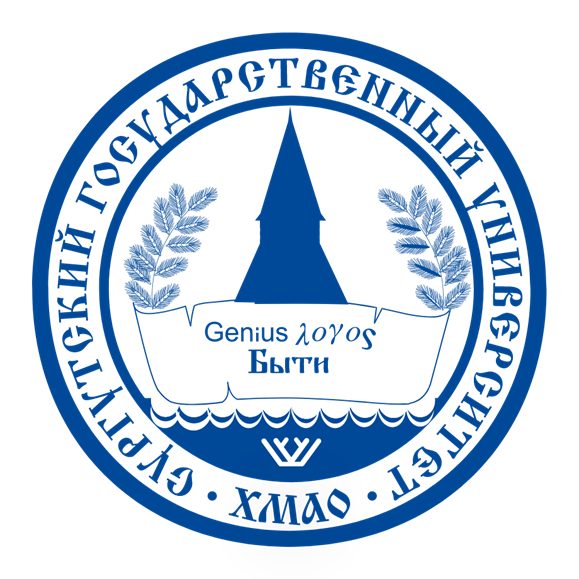 СУРГУТСКИЙ ГОСУДАРСТВЕННЫЙ УНИВЕРСИТЕТ • ХМАО •
Genius λογος
Быти